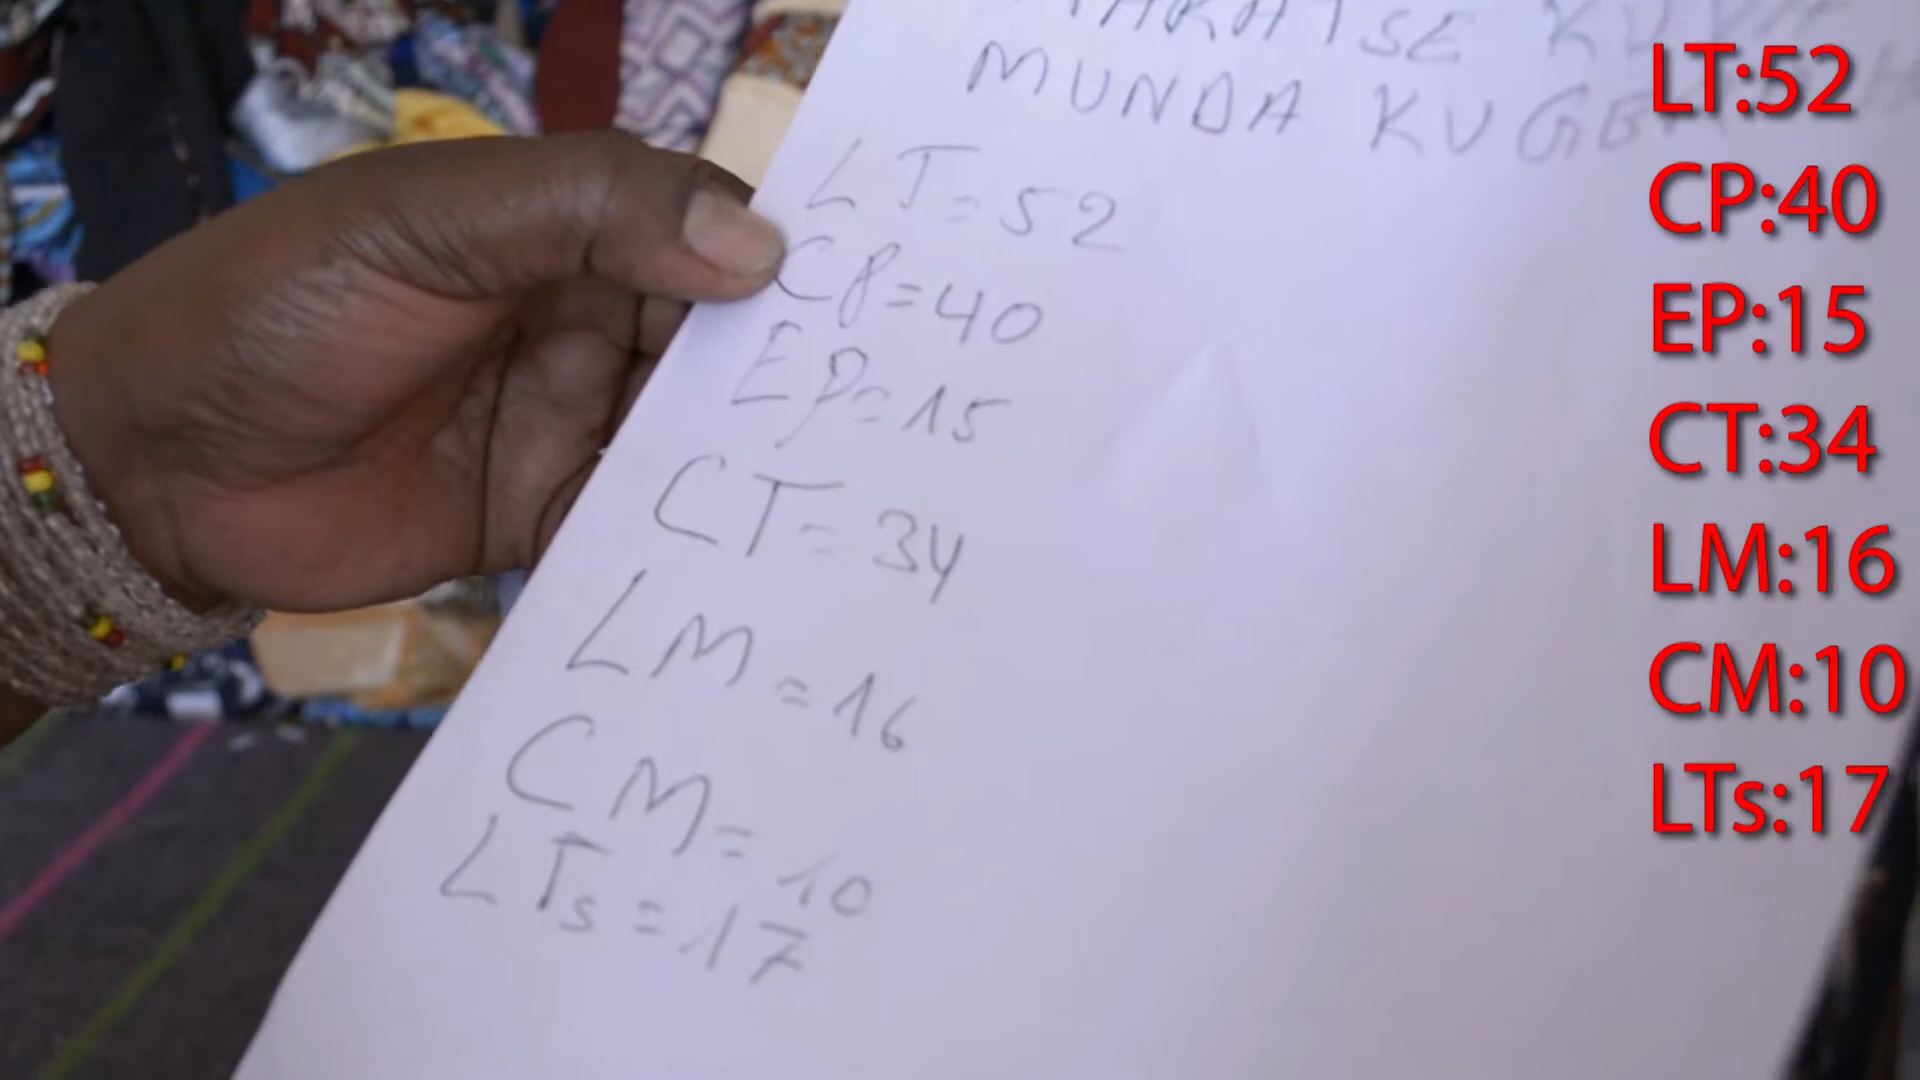 MUNDA KU
LT= 52
CP=40
EP=15
CT= 34
LM=16
CM=10
LTs=17
LT:52
CP:40
EP:15
CT:34
LM:16
CM:10
LTs:17